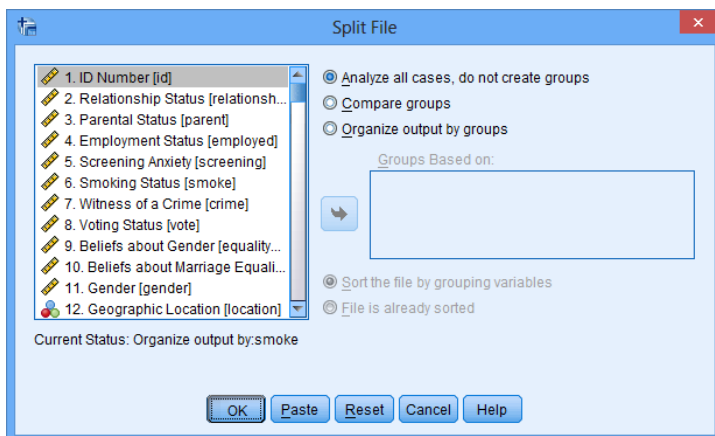 Split File
1. ID Number [id]
2. Relationship Status [relationsh...
3. Parental Status [parent]
4. Employment Status [employed]
5. Screening Anxiety [screening]
6. Smoking Status [smoke]
7. Witness of a Crime [crime]
8. Voting Status [vote]
9. Beliefs about Gender [equality...
10. Beliefs about Marriage Equali...
11. Gender [gender]
12. Geographic Location [location]
Analyze all cases, do not create groups
Compare groups
Organize output by groups
Groups Based on:
Sort the file by grouping variables
File is already sorted
Current Status: Organize output by:smoke
OK Paste Reset Cancel Help